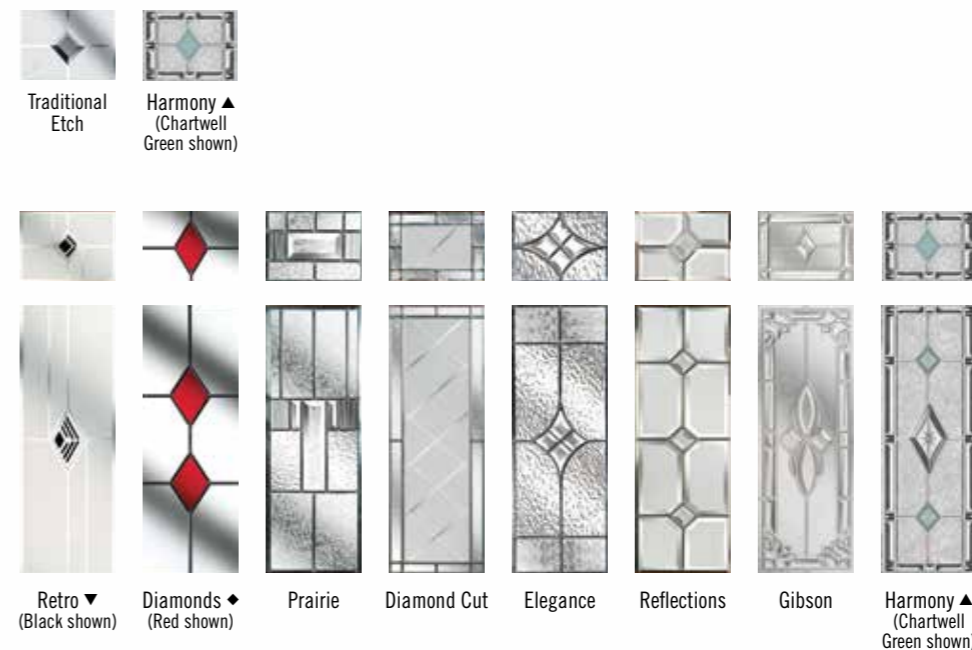 Traditional
Etch
Harmony ▲
(Chartwell
Green shown)
Retro ▼
(Black shown)
Diamonds ◆
(Red shown)
Prairie
Diamond Cut
Elegance
Reflections
Gibson
Harmony ▲
(Chartwell
Green shown)